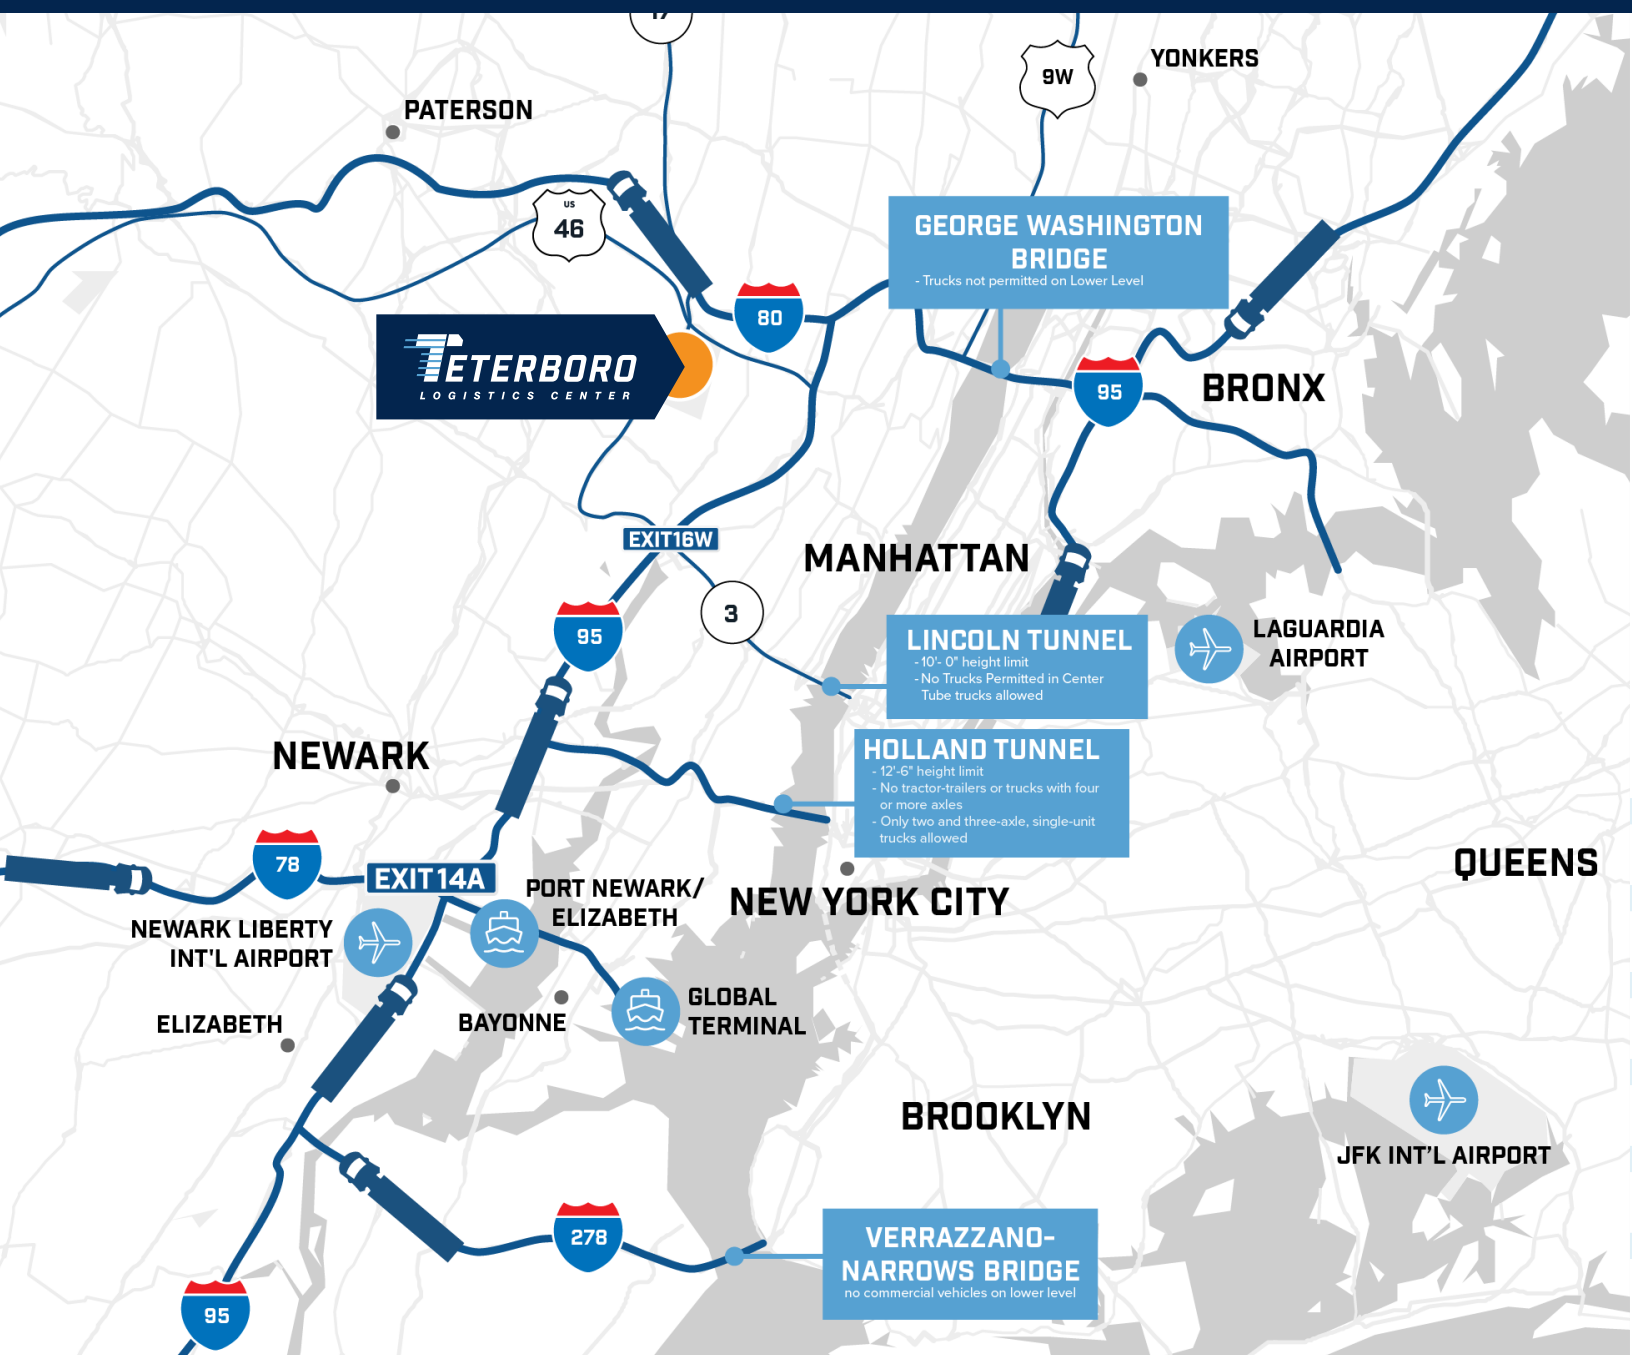 17
9W
YONKERS
PATERSON
US
46
GEORGE WASHINGTON
BRIDGE
- Trucks not permitted on Lower Level
80
TETERBORO
LOGISTICS CENTER
95
BRONX
EXIT16W
MANHATTAN
3
95
LINCOLN TUNNEL
- 10'- 0" height limit
- No Trucks Permitted in Center
Tube trucks allowed
LAGUARDIA
AIRPORT
NEWARK
HOLLAND TUNNEL
- 12'-6" height limit
- No tractor-trailers or trucks with four
or more axles
- Only two and three-axle, single-unit
trucks allowed
78
EXIT14A
QUEENS
PORT NEWARK/
ELIZABETH
NEW YORK CITY
NEWARK LIBERTY
INT'L AIRPORT
GLOBAL
TERMINAL
ELIZABETH
BAYONNE
BROOKLYN
JFK INT’L AIRPORT
278
VERRAZZANO-
NARROWS BRIDGE
no commercial vehicles on lower level
95